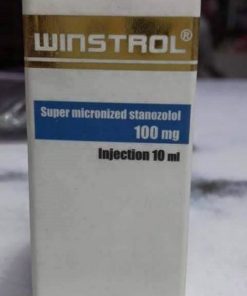 WINSTROL®
Super micronized stanozolol
100 mg
Injection 10 ml